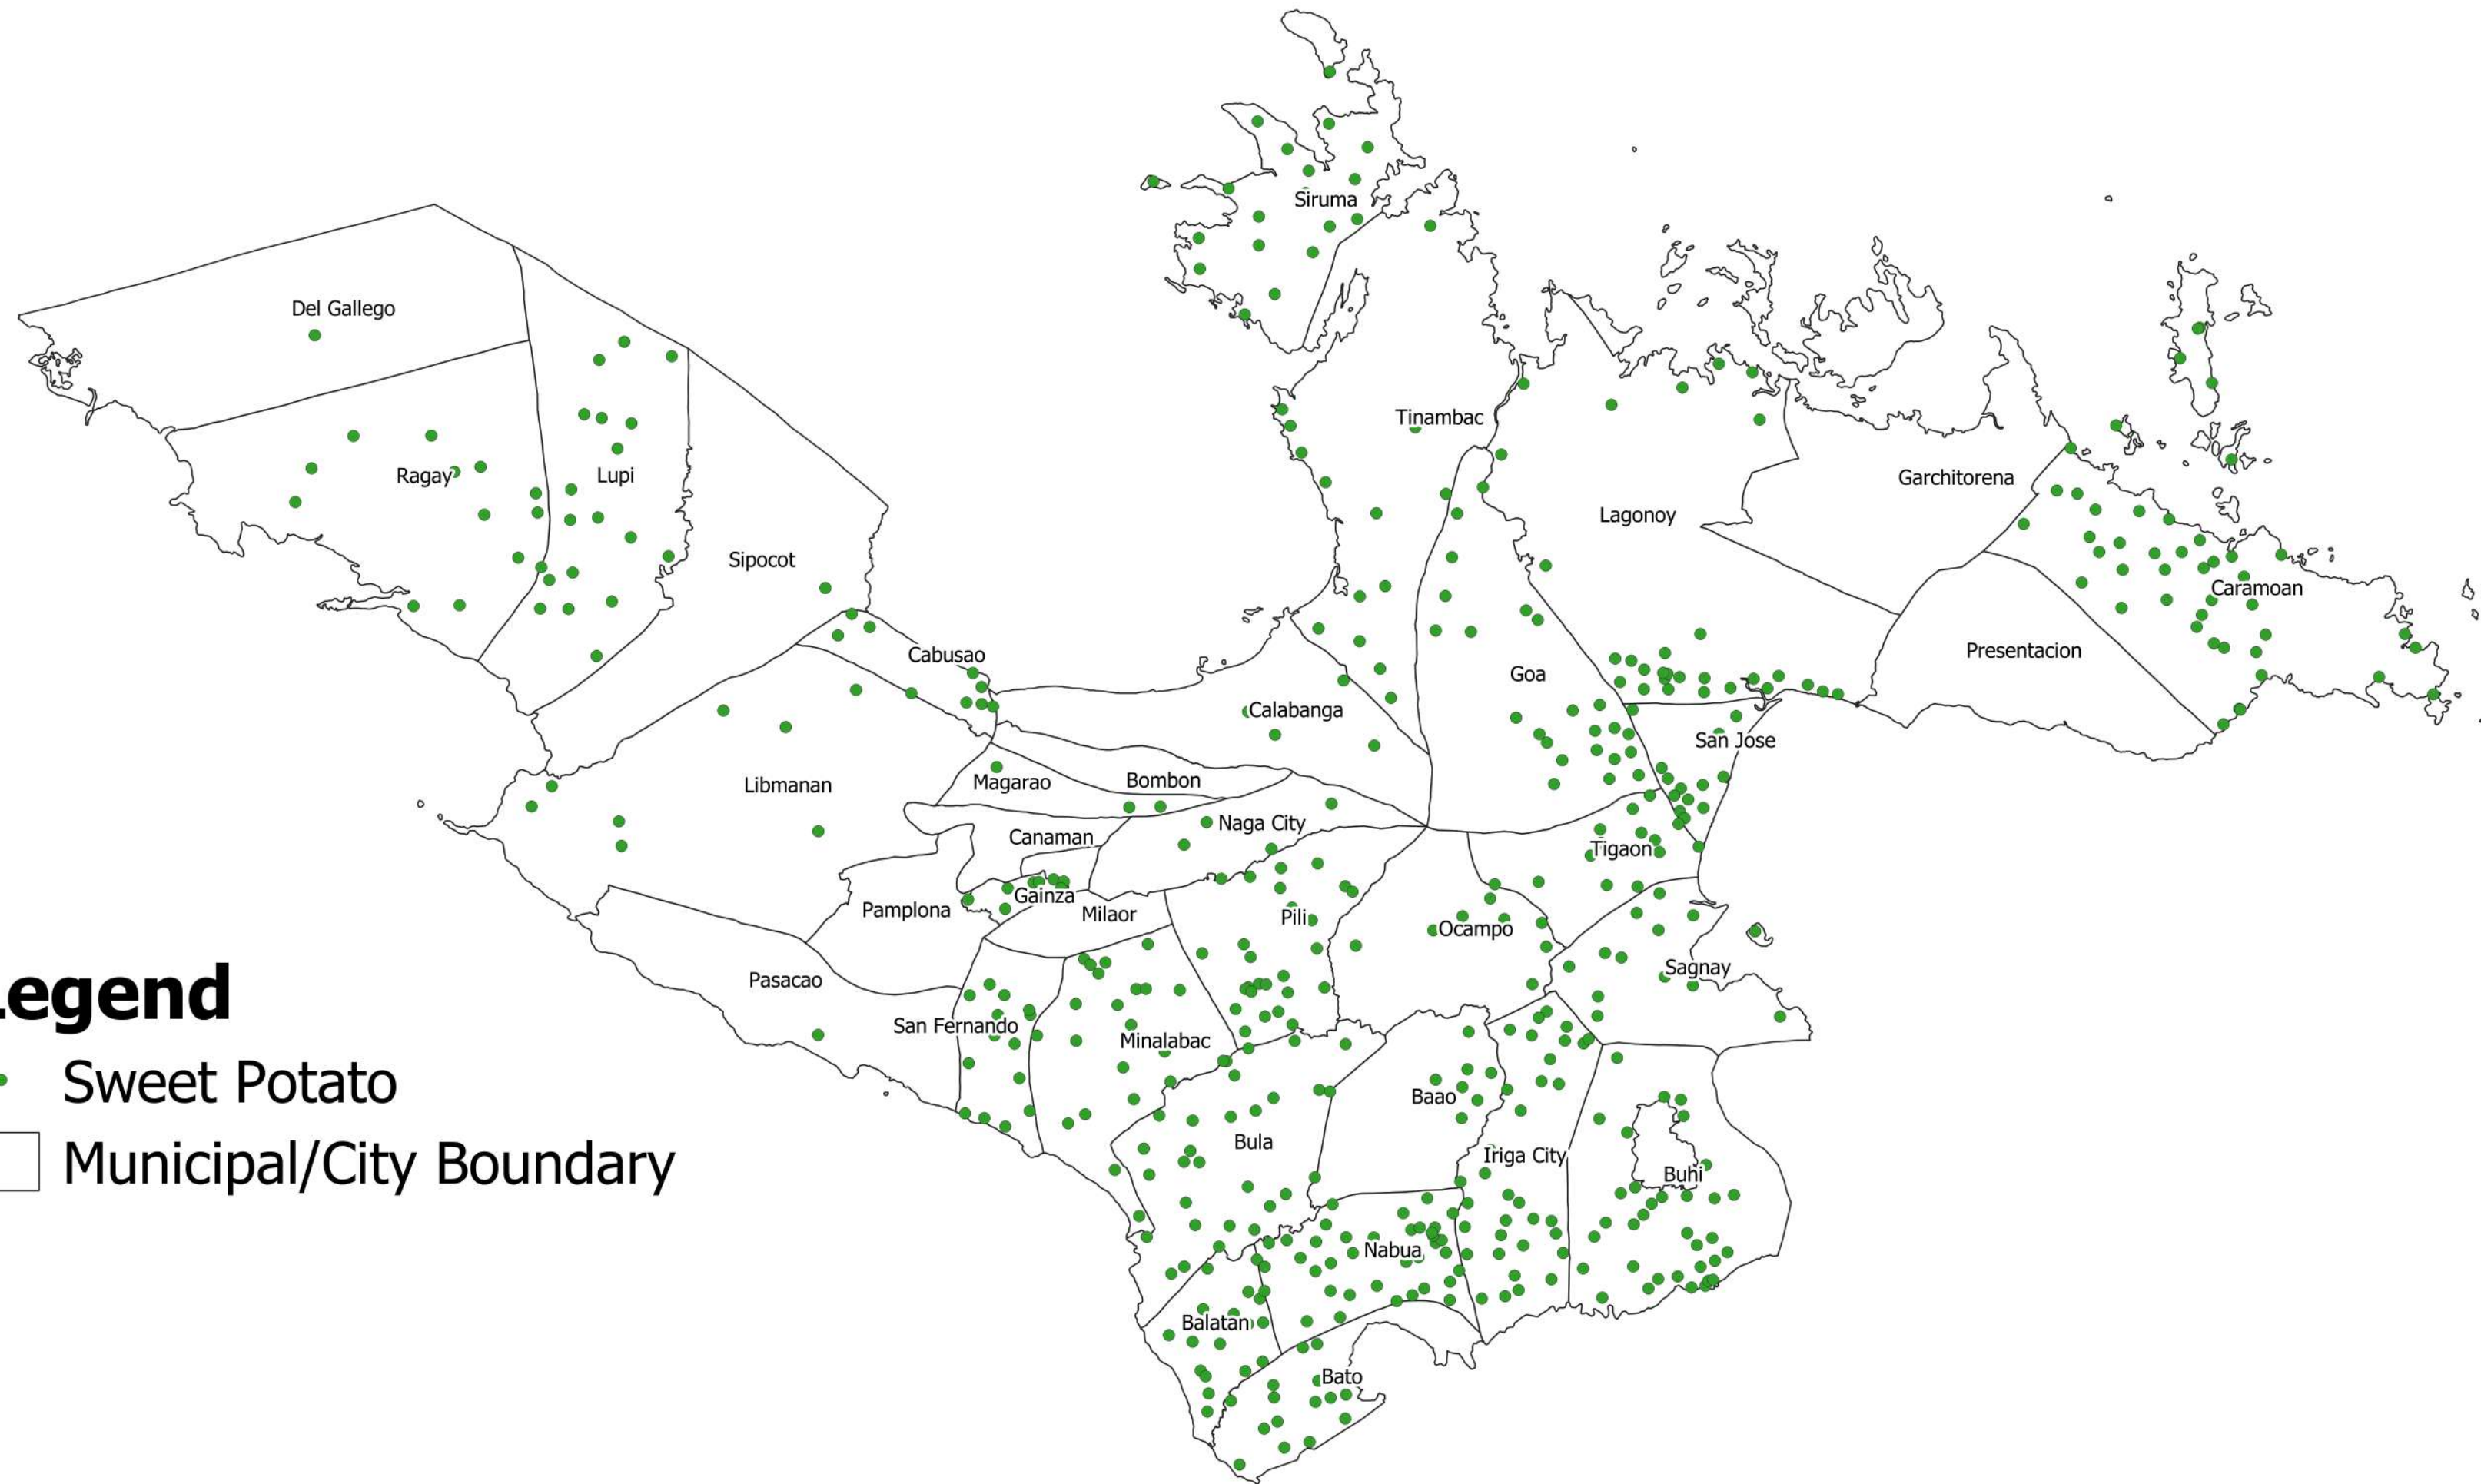 Siruma
Del Gallego
Tinambac
Ragay
Lupi
Garchitorena
Lagonoy
Sipocot
Caramoan
Cabusao
Presentacion
Goa
Calabanga
San Jose
Magarao
Bombon
Libmanan
Naga City
Canaman
Tigaon
Gainza
Pamplona
Milaor
Pili
Ocampo
Sagnay
Pasacao
San Fernando
Minalabac
Baao
Bula
Iriga City
Buhi
Nabua
Balatan
Bato
egend
Sweet Potato
Municipal/City Boundary